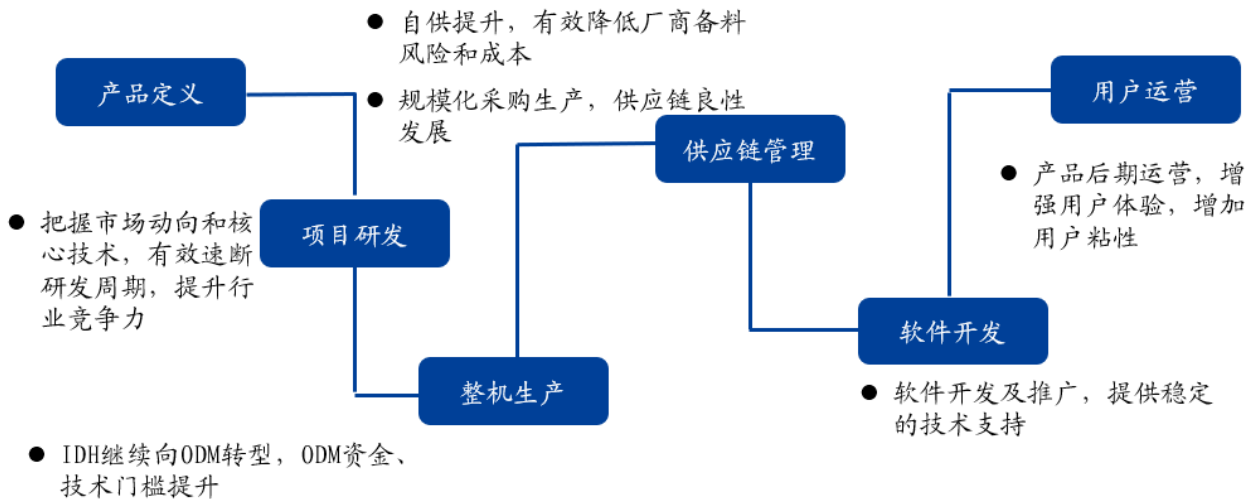 产品定义
● 自供提升，有效降低厂商备料
风险和成本
● 规模化采购生产，供应链良性
发展
项目研发
● 把握市场动向和核
心技术，有效速断
研发周期，提升行
业竞争力
整机生产
● IDH继续向ODM转型，ODM资金、
技术门槛提升
供应链管理
软件开发
● 软件开发及推广，提供稳定
的技术支持
用户运营
● 产品后期运营，增
强用户体验，增加
用户粘性